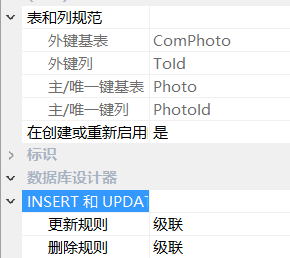 表和列规范
外键基表 ComPhoto
外键列 ToId
主/唯一键基表 Photo
主/唯一键列 PhotoId
在创建或重新启用 是
标识
数据库设计器
INSERT 和 UPDA
更新规则 级联
删除规则 级联